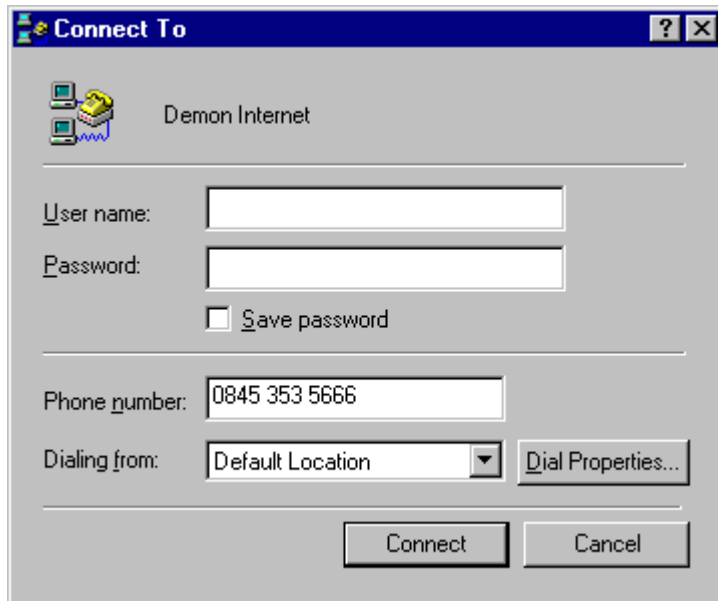 Connect To
Demon Internet
User name:
Password:
Save password
Phone number: 0845 353 5666
Dialing from: Default Location Dial Properties...
Connect Cancel